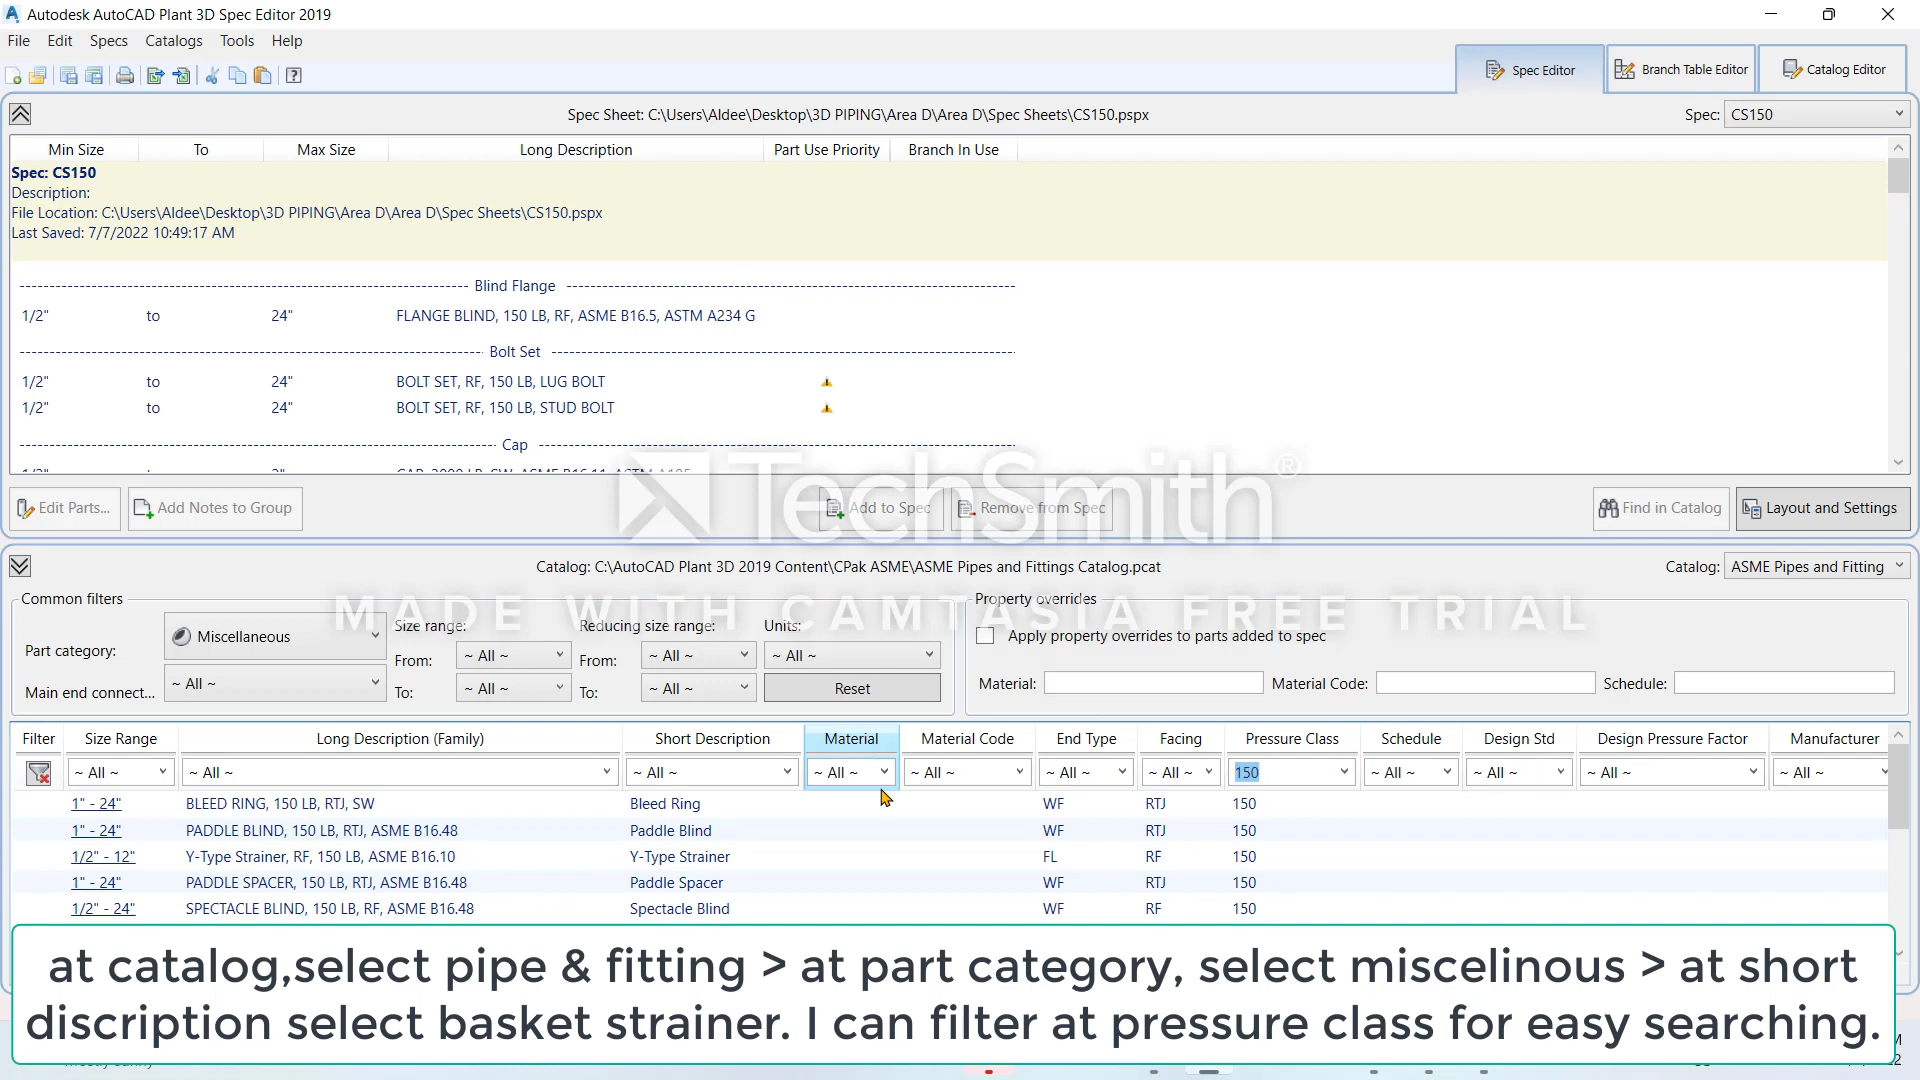 Autodesk AutoCAD Plant 3D Spec Editor 2019
File Edit Specs Catalogs Tools Help
Spec Editor Branch Table Editor Catalog Editor
Spec Sheet: C:\Users\Aldee\Desktop\3D PIPING\Area D\Area D\Spec Sheets\CS150.pspx Spec: CS150
Min Size To Max Size Long Description Part Use Priority Branch In Use
Spec: CS150
Description:
File Location: C:\Users\Aldee\Desktop\3D PIPING\Area D\Area D\Spec Sheets\CS150.pspx
Last Saved: 7/7/2022 10:49:17 AM
Blind Flange
1/2" to 24" FLANGE BLIND, 150 LB, RF, ASME B16.5, ASTM A234 G
Bolt Set
1/2" to 24" BOLT SET, RF, 150 LB, LUG BOLT
1/2" to 24" BOLT SET, RF, 150 LB, STUD BOLT
Cap
Edit Parts... Add Notes to Group Add to Spec Remove from Spec Find in Catalog Layout and Settings
TechSmith®
Catalog: C:\AutoCAD Plant 3D 2019 Content\CPak ASME\ASME Pipes and Fittings Catalog.pcat Catalog: ASME Pipes and Fitting
MADE WITH CAMTASIA FREE TRIAL
Common filters Property overrides
Part category: Miscellaneous Size range: Reducing size range: Units: Apply property overrides to parts added to spec
From: ~ All ~ From: ~ All ~ ~ All ~
Main end connect... ~ All ~ To: ~ All ~ To: ~ All ~ Reset Material: Material Code: Schedule:
Filter Size Range Long Description (Family) Short Description Material Material Code End Type Facing Pressure Class Schedule Design Std Design Pressure Factor Manufacturer
~ All ~ ~ All ~ ~ All ~ ~ All ~ ~ All ~ ~ All ~ ~ All ~ 150 ~ All ~ ~ All ~ ~ All ~ ~ All ~
1" - 24" BLEED RING, 150 LB, RTJ, SW Bleed Ring WF RTJ 150
1" - 24" PADDLE BLIND, 150 LB, RTJ, ASME B16.48 Paddle Blind WF RTJ 150
1/2" - 12" Y-Type Strainer, RF, 150 LB, ASME B16.10 Y-Type Strainer FL RF 150
1" - 24" PADDLE SPACER, 150 LB, RTJ, ASME B16.48 Paddle Spacer WF RTJ 150
1/2" - 24" SPECTACLE BLIND, 150 LB, RF, ASME B16.48 Spectacle Blind WF RF 150
at catalog,select pipe & fitting > at part category, select miscelinous > at short
discription select basket strainer. I can filter at pressure class for easy searching.